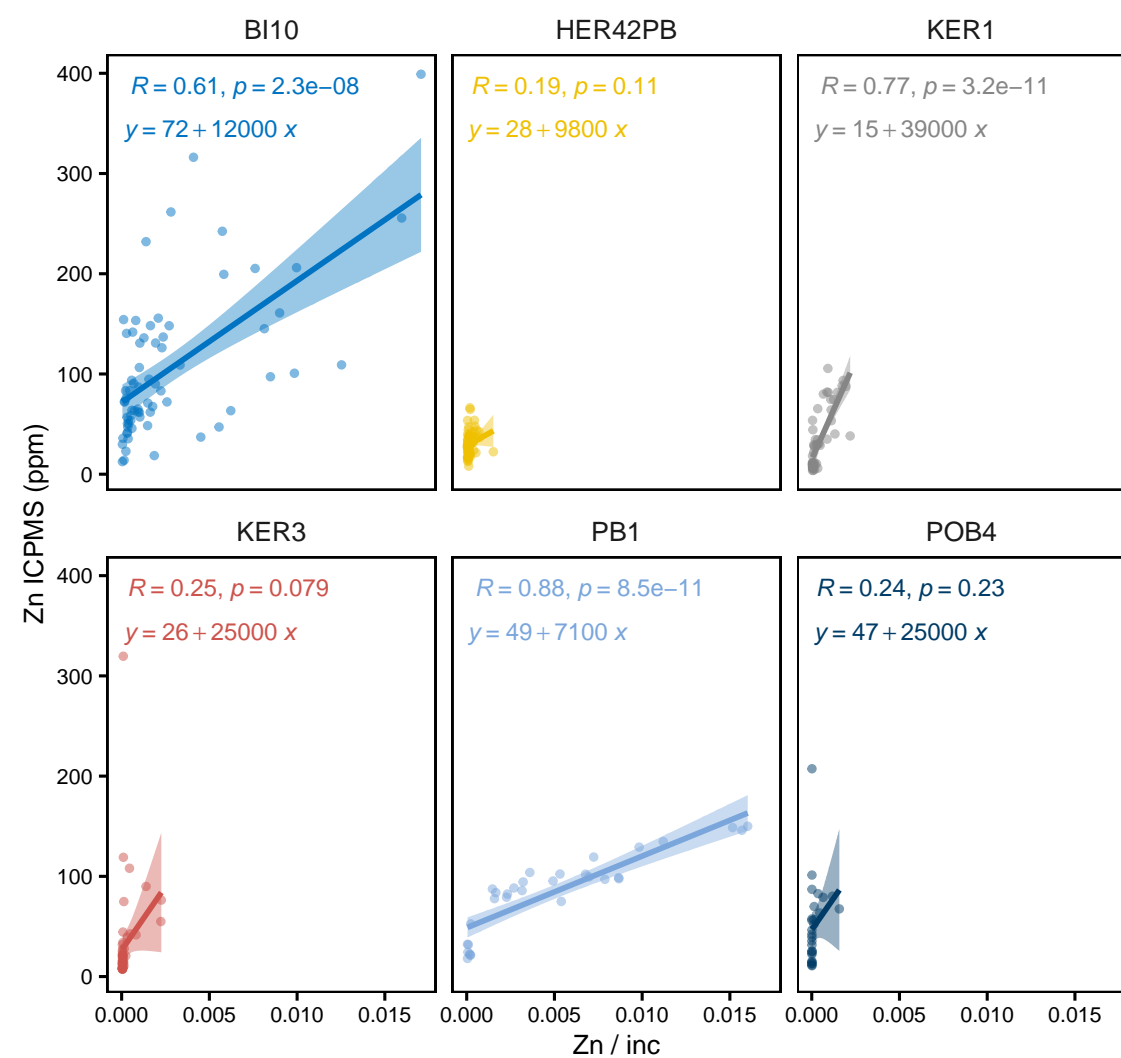 BI10
HER42PB
KER1
R = 0.61, p = 2.3e−08
y = 72 + 12000 x
R = 0.19, p = 0.11
y = 28 + 9800 x
R = 0.77, p = 3.2e−11
y = 15 + 39000 x
400
300
200
100
0
Zn ICPMS (ppm)
KER3
PB1
POB4
R = 0.25, p = 0.079
y = 26 + 25000 x
R = 0.88, p = 8.5e−11
y = 49 + 7100 x
R = 0.24, p = 0.23
y = 47 + 25000 x
400
300
200
100
0
0.000 0.005 0.010 0.015
0.000 0.005 0.010 0.015
0.000 0.005 0.010 0.015
Zn / inc